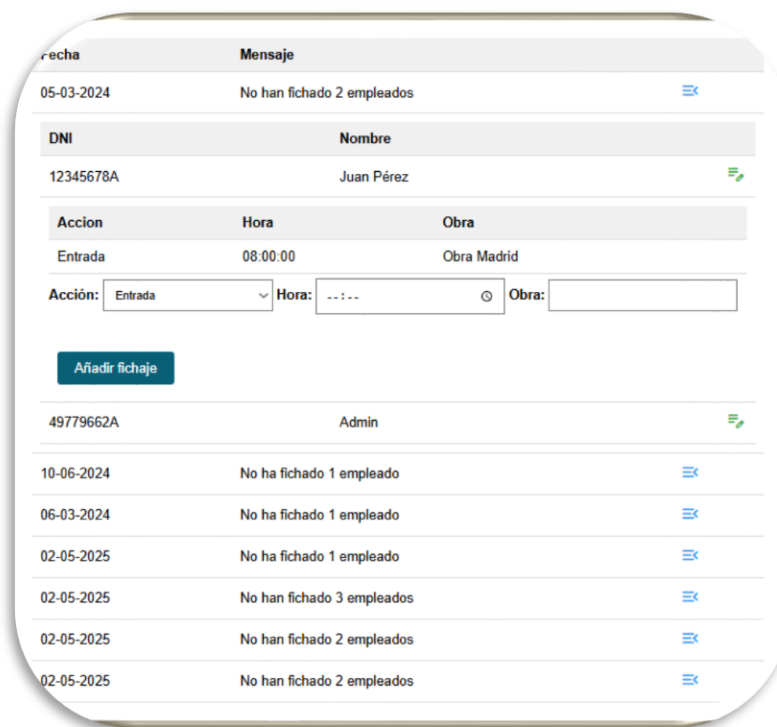 Fecha Mensaje
05-03-2024 No han fichado 2 empleados
DNI Nombre
12345678A Juan Pérez
Accion Hora Obra
Entrada 08:00:00 Obra Madrid
Acción: Entrada Hora: --:-- Obra:
Añadir fichaje
49779662A Admin
10-06-2024 No ha fichado 1 empleado
06-03-2024 No ha fichado 1 empleado
02-05-2025 No ha fichado 1 empleado
02-05-2025 No han fichado 3 empleados
02-05-2025 No han fichado 2 empleados
02-05-2025 No han fichado 2 empleados